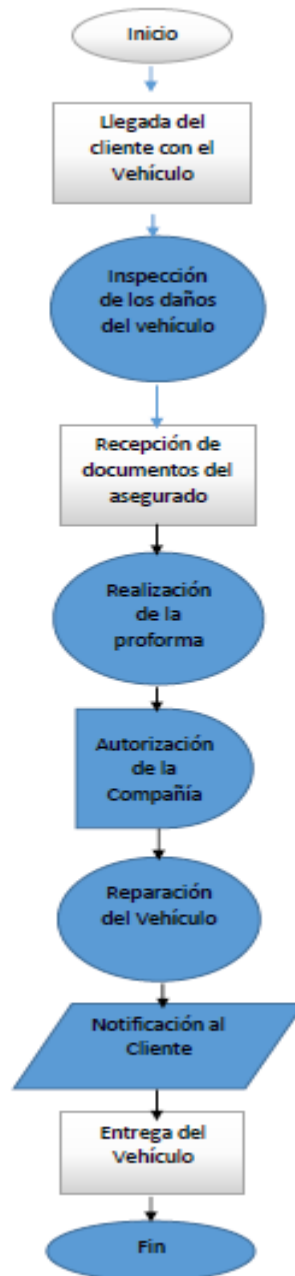 Inicio
Llegada del
cliente con el
Vehículo
Inspección
de los daños
del vehículo
Recepción de
documentos del
asegurado
Realización
de la
proforma
Autorización
de la
Compañía
Reparación
del Vehículo
Notificación al
Cliente
Entrega del
Vehículo
Fin